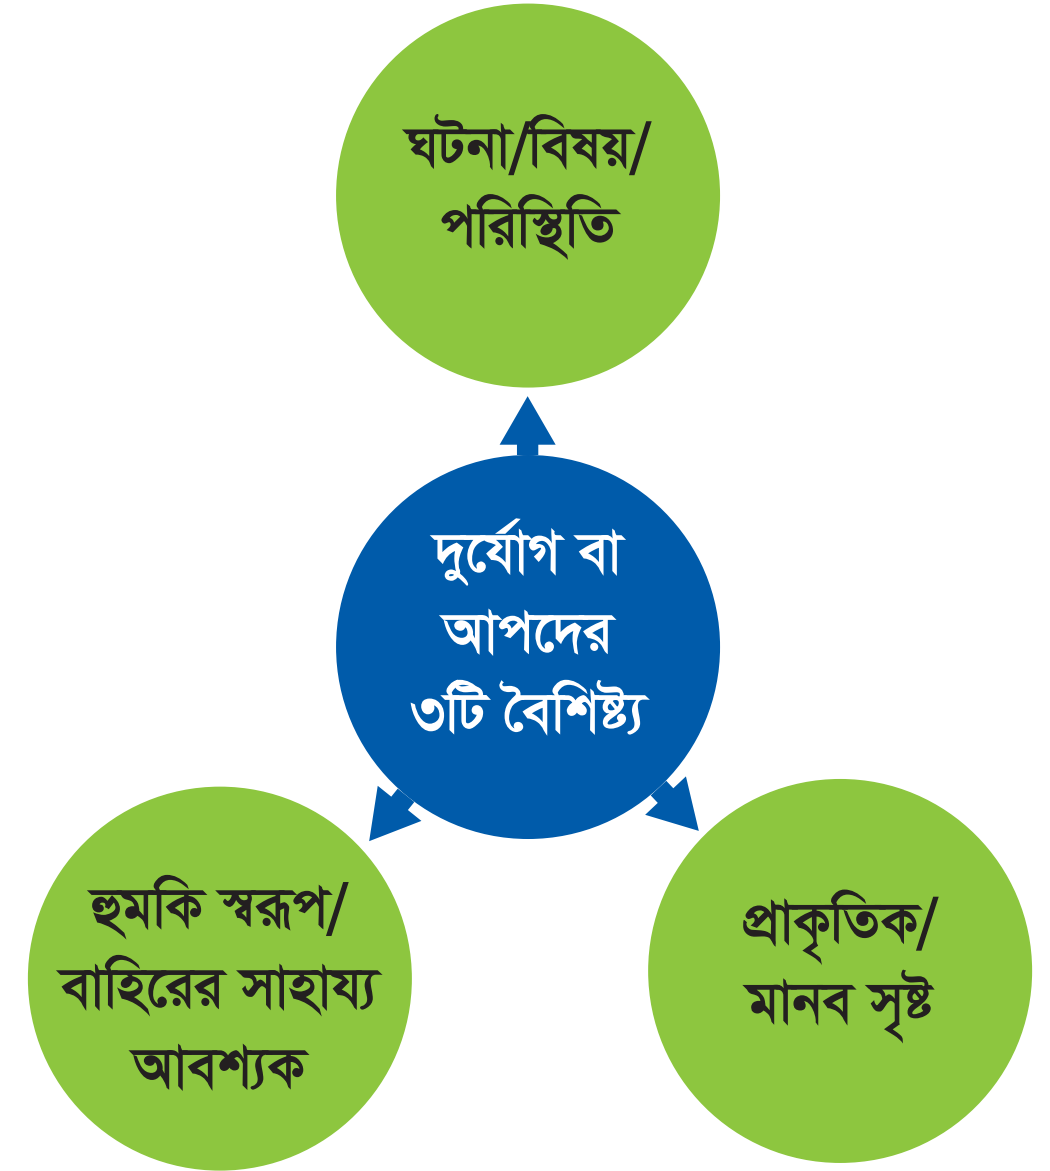 ঘটনা/বিষয়/
পরিস্থিতি
দুর্যোগ বা
আপদের
৩টি বৈশিষ্ট্য
হুমকি স্বরূপ/
বাহিরের সাহায্য
আবশ্যক
প্রাকৃতিক/
মানব সৃষ্ট